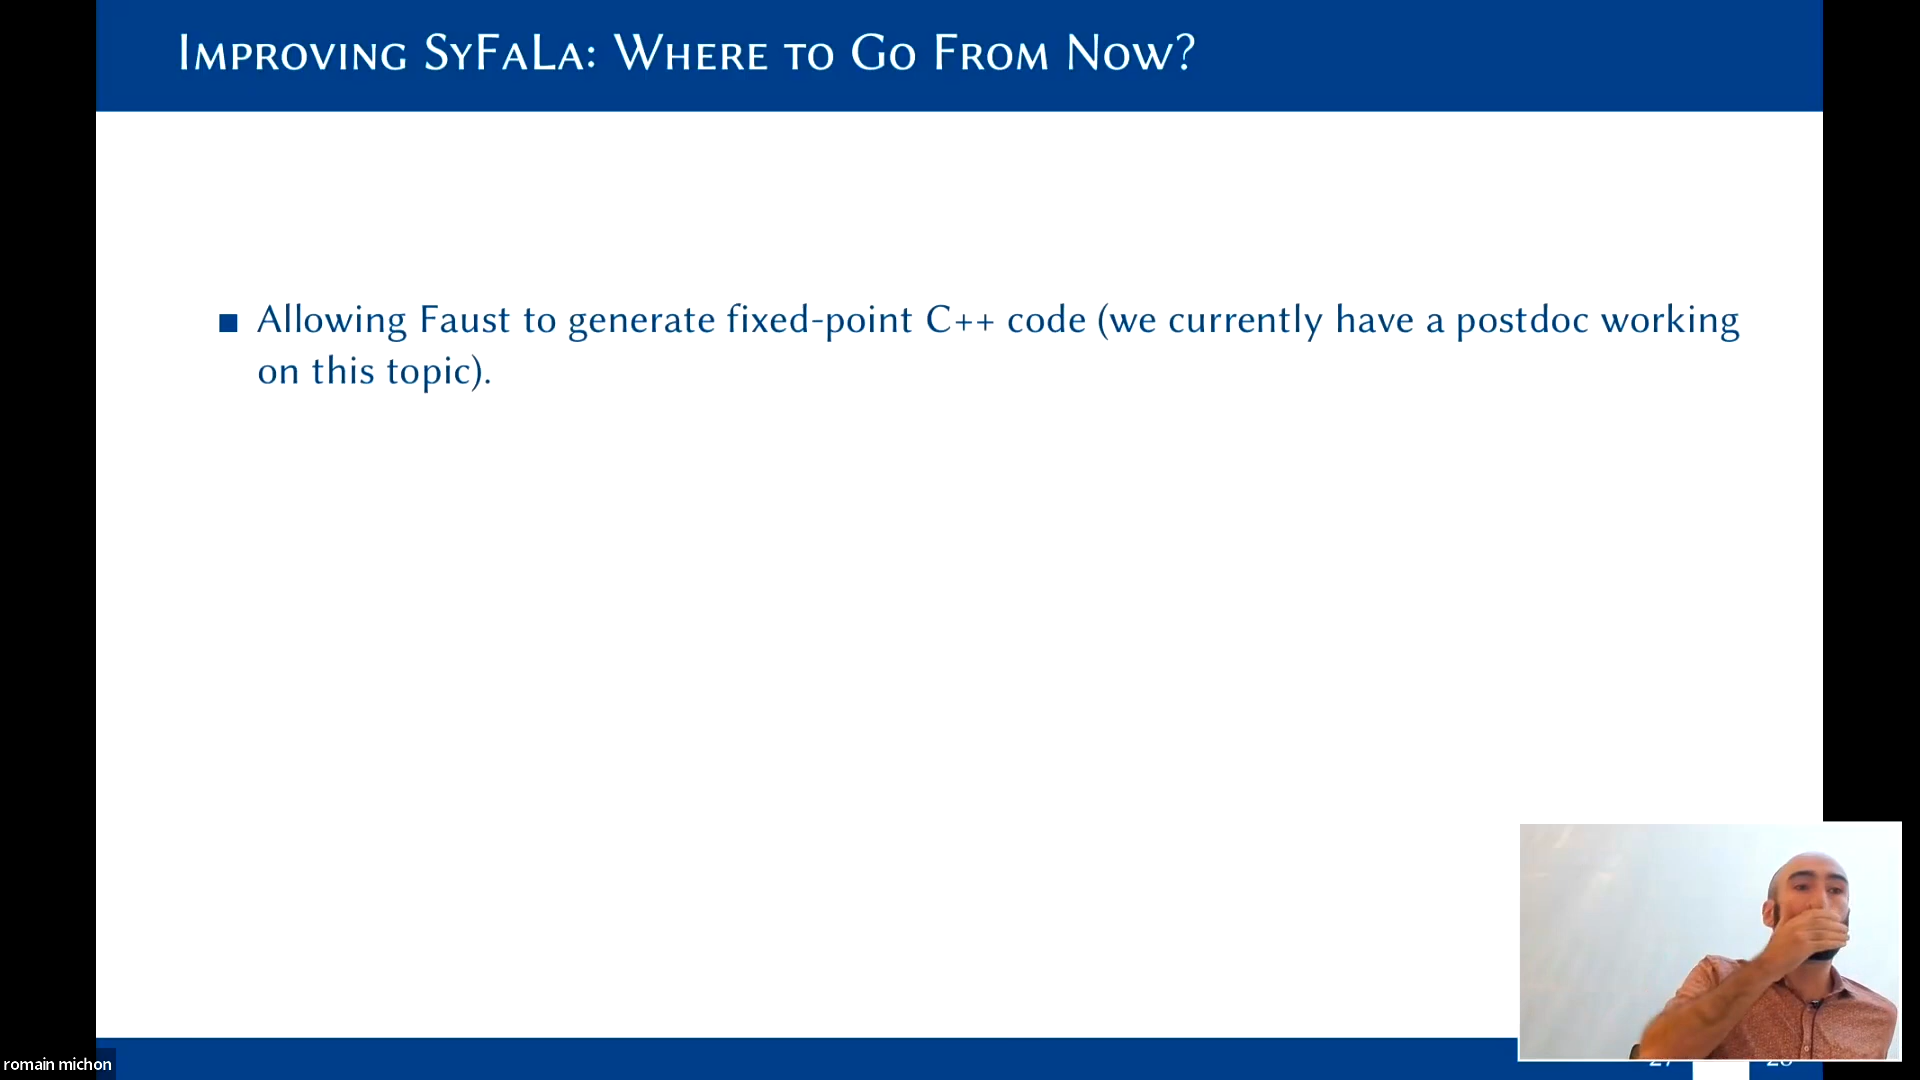 Improving SyFaLa: Where to Go From Now?
■ Allowing Faust to generate fixed-point C++ code (we currently have a postdoc working
on this topic).
romain michon